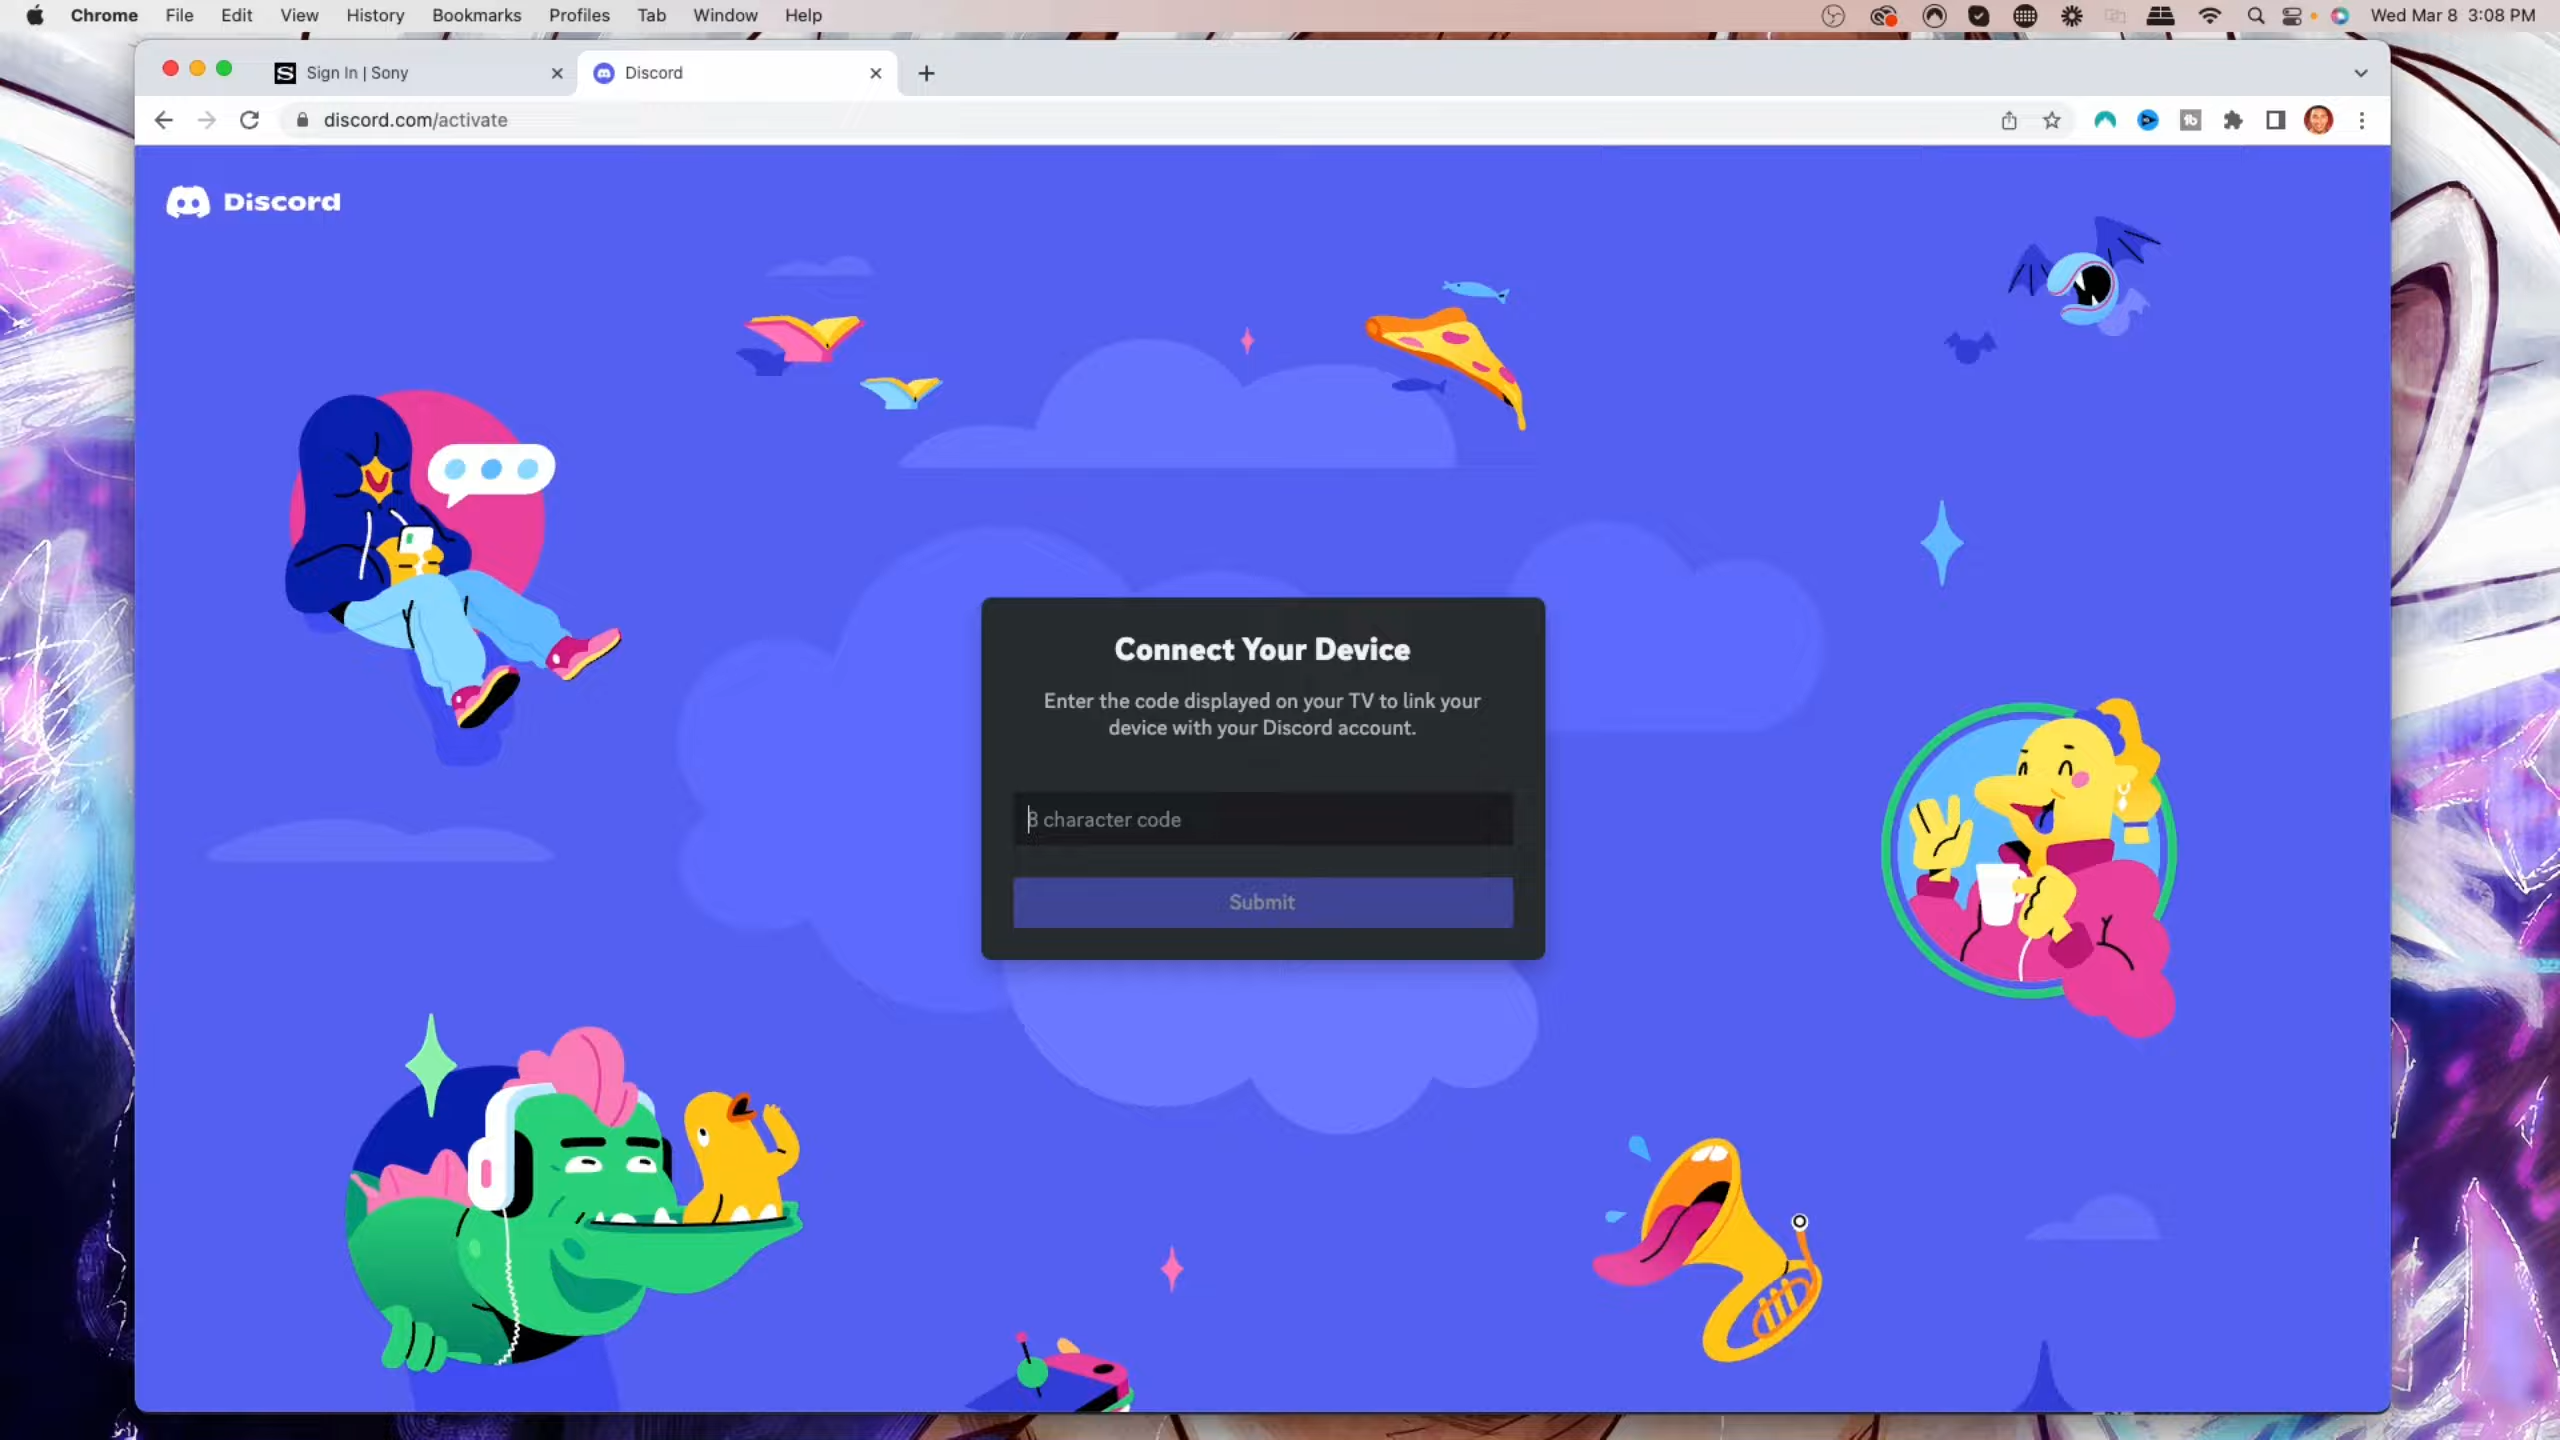 Chrome File Edit View History Bookmarks Profiles Tab Window Help Wed Mar 8 3:08 PM
Sign In | Sony Discord
discord.com/activate
Discord
Connect Your Device
Enter the code displayed on your TV to link your
device with your Discord account.
8 character code
Submit